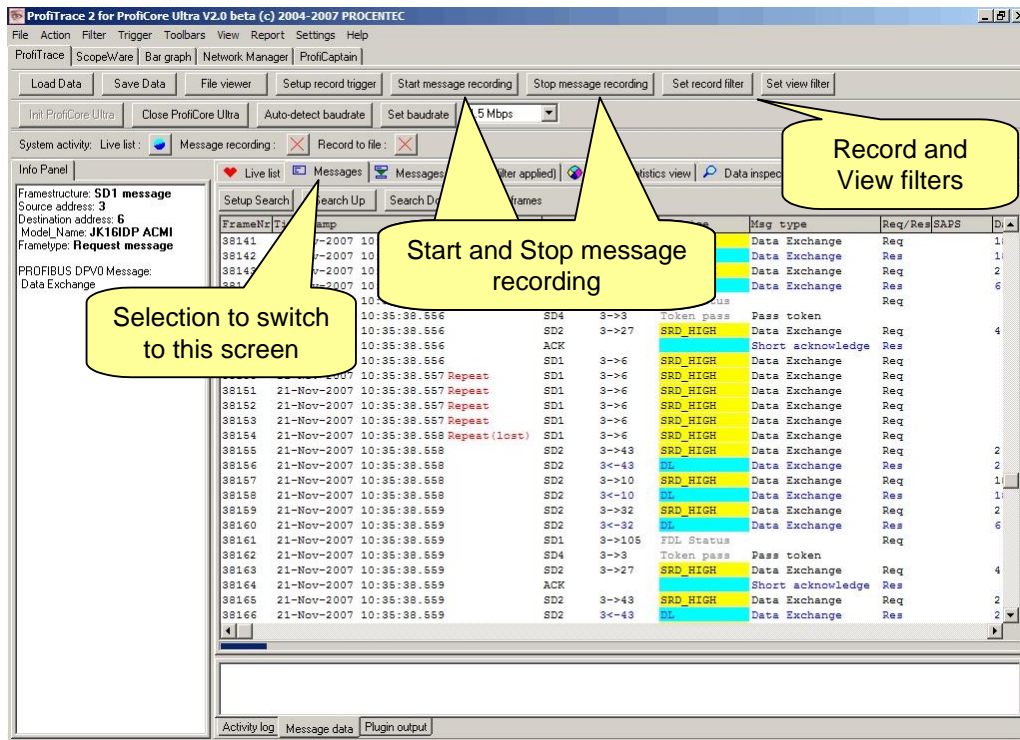 ProfiTrace 2 for ProfiCore Ultra V2.0 beta (c) 2004-2007 PROCENTEC
File Action Filter Trigger Toolbars View Report Settings Help
ProfiTrace ScopeWare Bar graph Network Manager ProfiCaptain
Load Data Save Data File viewer Setup record trigger Start message recording Stop message recording Set record filter Set view filter
Init ProfiCore Ultra Close ProfiCore Ultra Auto-detect baudrate Set baudrate .5 Mbps
System activity: Live list : Message recording : Record to file :
Record and
View filters
Info Panel
Live list Messages Messages filter applied) istics view Data inspec
Framestructure: SD1 message
Source address: 3
Destination address: 6
Model_Name: JK16IDP ACMI
Frametype: Request message
PROFIBUS DPV0 Message:
Data Exchange
Setup Search Search Up Search Do frames
FrameNr Ti amp Msg type Req/Res SAPS
Start and Stop message
recording
Selection to switch
to this screen
38141 -2007 10 Data Exchange Req
38142 -2007 10 Data Exchange Res
-2007 10 Data Exchange Req 2
10 Data Exchange Res 6
Req
10:35:38.556 SD4 3->3 Token pass Pass token
10:35:38.556 SD2 3->27 SRD_HIGH Data Exchange Req 4
10:35:38.556 ACK Short acknowledge Res
10:35:38.556 SD1 3->6 SRD_HIGH Data Exchange Req
10:35:38.557 Repeat SD1 3->6 SRD_HIGH Data Exchange Req
38151 21-Nov-2007 10:35:38.557 Repeat SD1 3->6 SRD_HIGH Data Exchange Req
38152 21-Nov-2007 10:35:38.557 Repeat SD1 3->6 SRD_HIGH Data Exchange Req
38153 21-Nov-2007 10:35:38.557 Repeat SD1 3->6 SRD_HIGH Data Exchange Req
38154 21-Nov-2007 10:35:38.558 Repeat(lost) SD1 3->6 SRD_HIGH Data Exchange Req
38155 21-Nov-2007 10:35:38.558 SD2 3->43 SRD_HIGH Data Exchange Req 2
38156 21-Nov-2007 10:35:38.558 SD2 3<-43 DL Data Exchange Res 2
38157 21-Nov-2007 10:35:38.558 SD2 3->10 SRD_HIGH Data Exchange Req
38158 21-Nov-2007 10:35:38.558 SD2 3<-10 DL Data Exchange Res
38159 21-Nov-2007 10:35:38.559 SD2 3->32 SRD_HIGH Data Exchange Req 2
38160 21-Nov-2007 10:35:38.559 SD2 3<-32 DL Data Exchange Res 6
38161 21-Nov-2007 10:35:38.559 SD1 3->105 FDL Status Req
38162 21-Nov-2007 10:35:38.559 SD4 3->3 Token pass Pass token
38163 21-Nov-2007 10:35:38.559 SD2 3->27 SRD_HIGH Data Exchange Req 4
38164 21-Nov-2007 10:35:38.559 ACK Short acknowledge Res
38165 21-Nov-2007 10:35:38.559 SD2 3->43 SRD_HIGH Data Exchange Req 2
38166 21-Nov-2007 10:35:38.559 SD2 3<-43 DL Data Exchange Res 2
Activity log Message data Plugin output